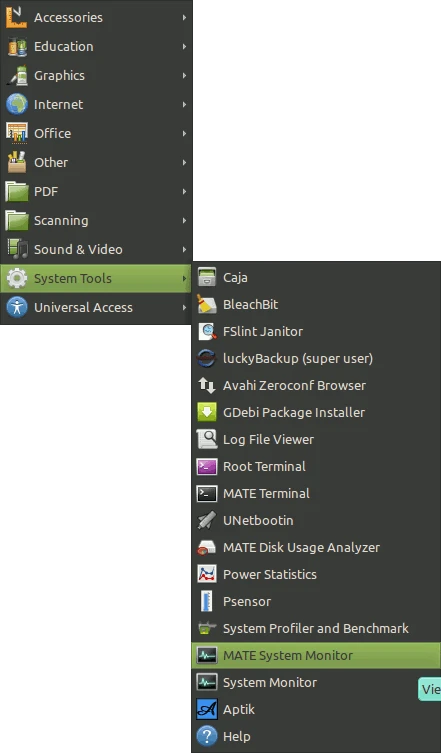 Accessories
Education
Graphics
Internet
Office
Other
PDF
Scanning
Sound & Video
System Tools
Universal Access
Caja
BleachBit
FSlint Janitor
luckyBackup (super user)
Avahi Zeroconf Browser
GDebi Package Installer
Log File Viewer
Root Terminal
MATE Terminal
UNetbootin
MATE Disk Usage Analyzer
Power Statistics
Psensor
System Profiler and Benchmark
MATE System Monitor
System Monitor
Vie
Aptik
Help